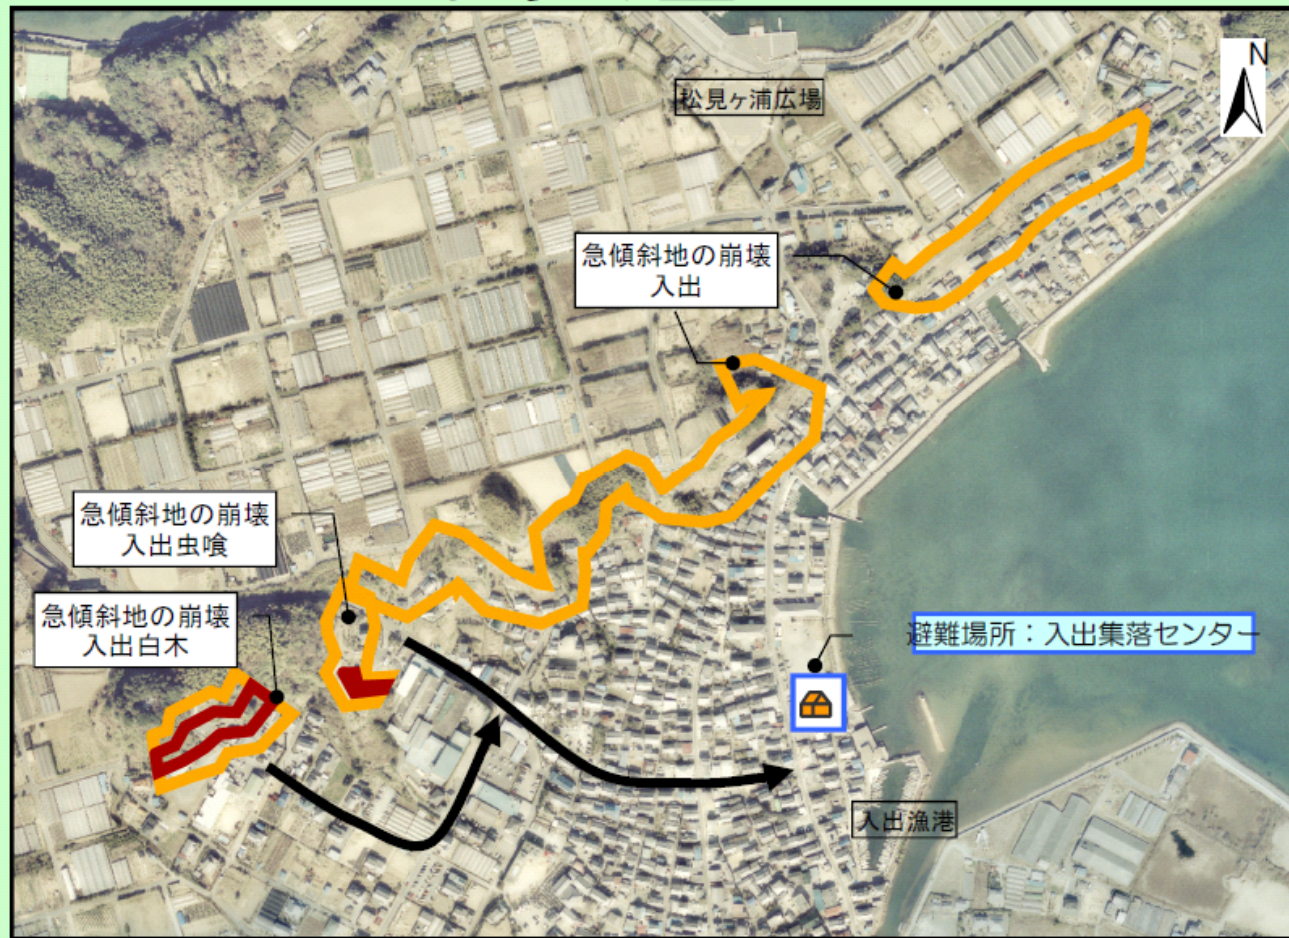 N
松見ヶ浦広場
急傾斜地の崩壊
入出
急傾斜地の崩壊
入出虫喰
急傾斜地の崩壊
入出白木
避難場所：入出集落センター
入出漁港